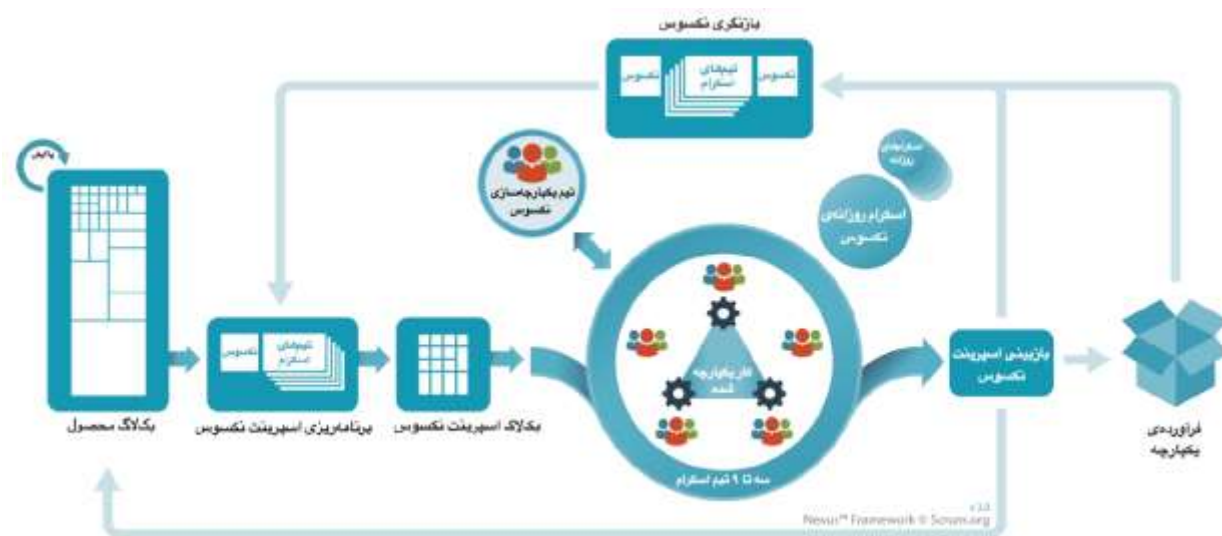 بازنگری نکسوس
نکسوس
تیم‌های
اسکرام
نکسوس
پالایش
تیم یکپارچه‌سازی
نکسوس
اسکرام‌های
روزانه
اسکرام روزانه‌ی
نکسوس
نکسوس
تیم‌های
اسکرام
کار یکپارچه
شده
بازبینی اسپرینت
نکسوس
بک‌لاگ محصول
برنامه‌ریزی اسپرینت نکسوس
بک‌لاگ اسپرینت نکسوس
فراورده‌ی
یکپارچه
سه تا ۹ تیم اسکرام
Nexus™ Framework © Scrum.org